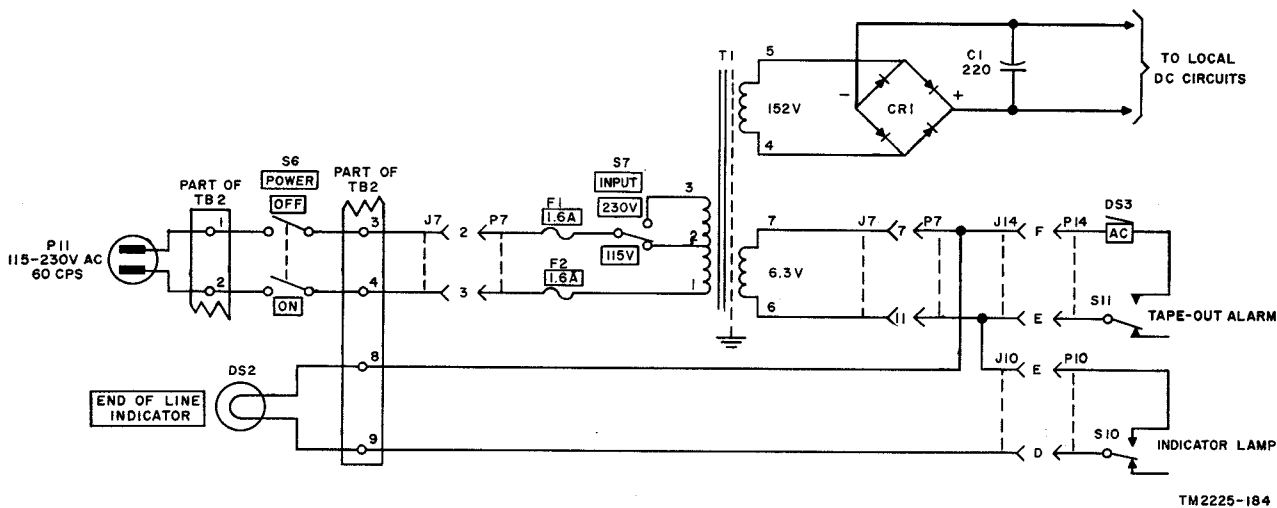 P11
115-230V AC
60 CPS
PART OF
TB2
1
2
S6
POWER
OFF
ON
PART OF
TB2
3
4
8
9
J7
2
3
P7
F1
1.6A
F2
1.6A
S7
INPUT
230V
115V
3
2
1
T1
5
152V
4
-
CR1
+
C1
220
TO LOCAL
DC CIRCUITS
7
6.3V
6
J7
7
11
P7
J14
F
E
P14
DS3
AC
S11
TAPE-OUT ALARM
J10
E
D
P10
S10
INDICATOR LAMP
END OF LINE
INDICATOR
DS2
TM2225-184